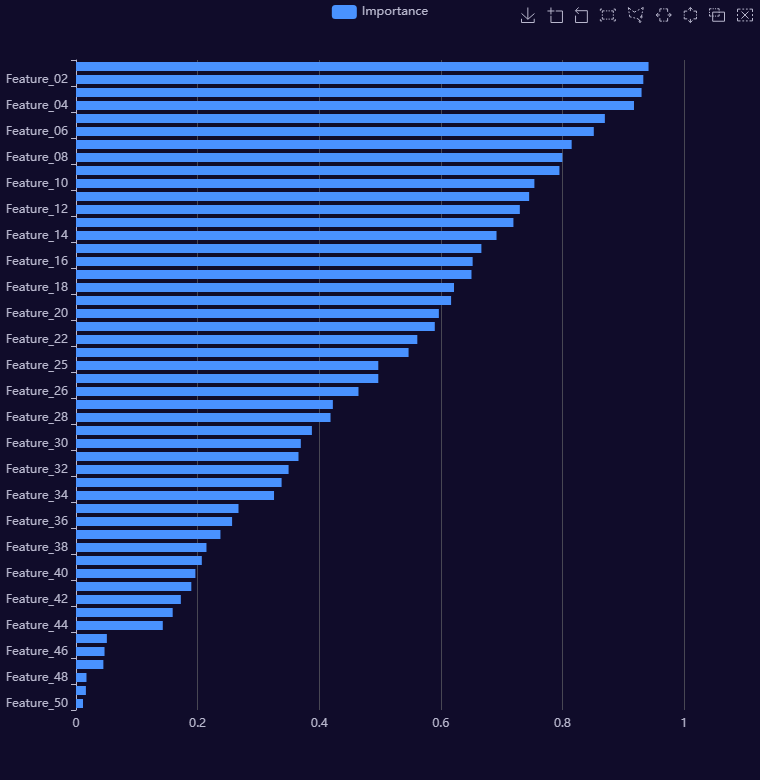 Importance
Feature_02
Feature_04
Feature_06
Feature_08
Feature_10
Feature_12
Feature_14
Feature_16
Feature_18
Feature_20
Feature_22
Feature_25
Feature_26
Feature_28
Feature_30
Feature_32
Feature_34
Feature_36
Feature_38
Feature_40
Feature_42
Feature_44
Feature_46
Feature_48
Feature_50
0 0.2 0.4 0.6 0.8 1